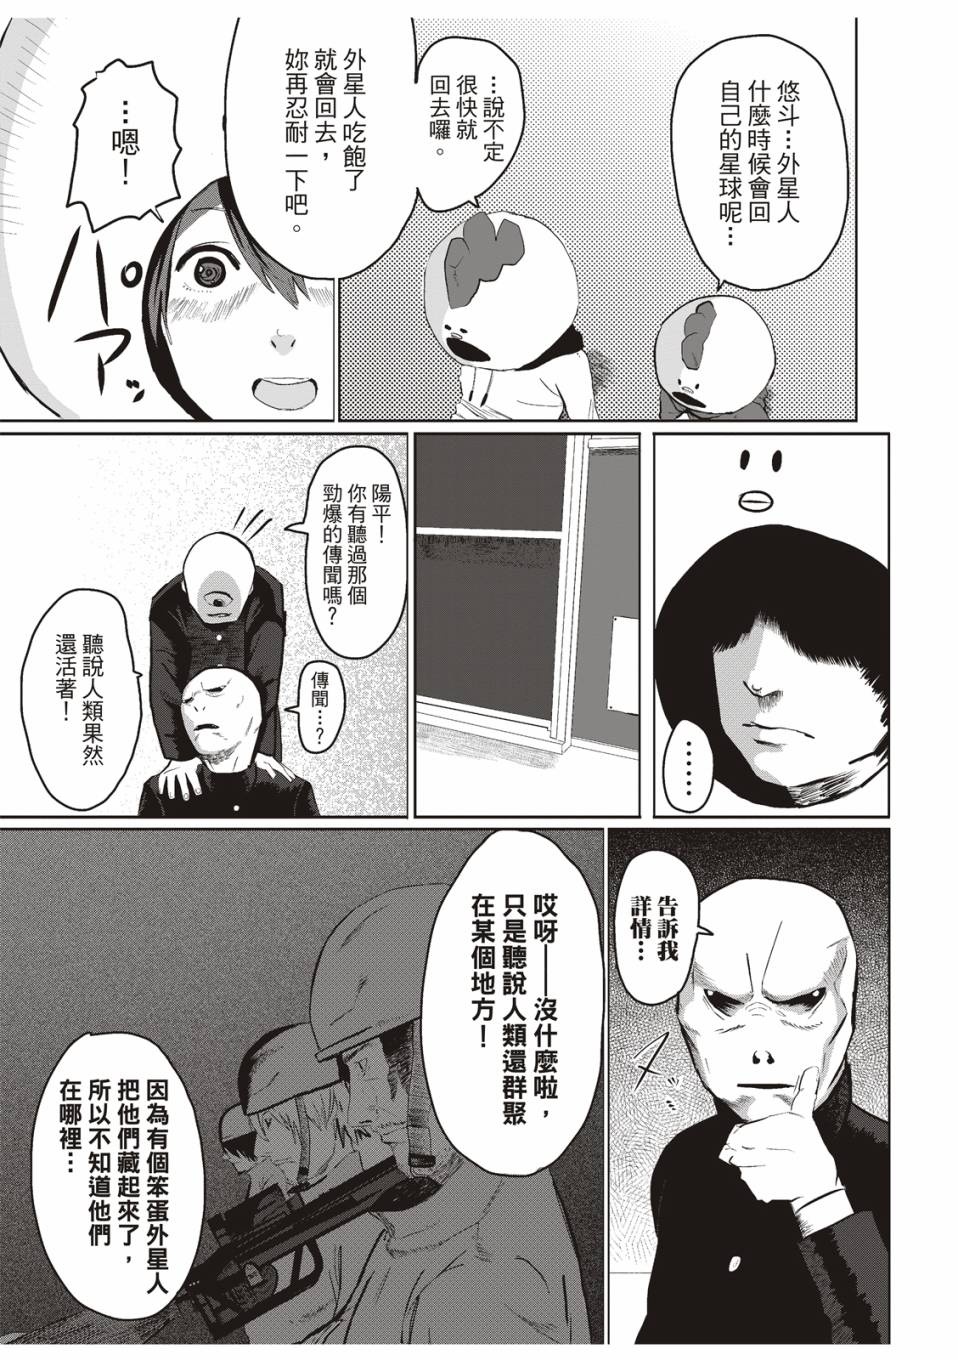 悠斗…外星人
什麼時候會回
自己的星球呢…
…說不定
很快就
回去囉。
外星人吃飽了
就會回去，
妳再忍耐一下吧。
…嗯！
パァ
……
陽平！
你有聽過那個
勁爆的傳聞嗎？
傳聞…？
聽說人類果然
還活著！
告訴我
詳情…
哎呀——沒什麼啦，
只是聽說人類還群聚
在某個地方！
因為有個笨蛋外星人
把他們藏起來了，
所以不知道他們
在哪裡…